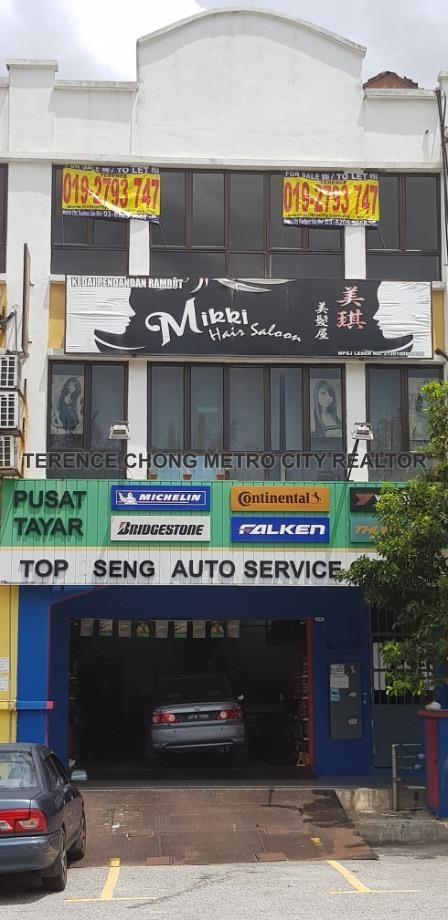 FOR SALE / TO LET
TERENCE
019-2793 747
FOR SALE / TO LET
TERENCE
019-2793 747
KEDAI PENDANDAN RAMBUT
Mikki
Hair Saloon
美髮屋
美琪
TERENCE CHONG METRO CITY REALTOR
PUSAT
TAYAR
MICHELIN
Continental
BRIDGESTONE
FALKEN
TOP SENG AUTO SERVICE